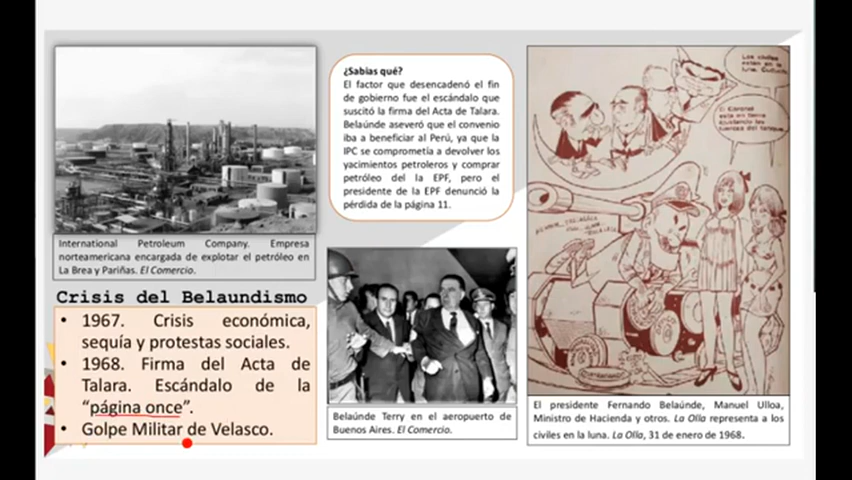 International Petroleum Company. Empresa
norteamericana encargada de explotar el petróleo en
La Brea y Pariñas. El Comercio.
Crisis del Belaundismo
• 1967. Crisis económica,
sequía y protestas sociales.
• 1968. Firma del Acta de
Talara. Escándalo de la
“página once”.
• Golpe Militar de Velasco.
¿Sabías qué?
El factor que desencadenó el fin
de gobierno fue el escándalo que
suscitó la firma del Acta de Talara.
Belaúnde aseveró que el convenio
iba a beneficiar al Perú, ya que la
IPC se comprometía a devolver los
yacimientos petroleros y comprar
petróleo del la EPF, pero el
presidente de la EPF denunció la
pérdida de la página 11.
Belaúnde Terry en el aeropuerto de
Buenos Aires. El Comercio.
Los civiles
están en la
luna. Cuñada
El Coronel
está en tierra
ajustando las
tuercas del tanque
El presidente Fernando Belaúnde, Manuel Ulloa,
Ministro de Hacienda y otros. La Olla representa a los
civiles en la luna. La Olla, 31 de enero de 1968.